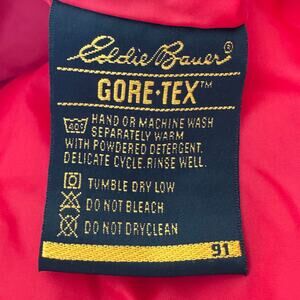 Eddie Bauer®
GORE·TEX™
40° HAND OR MACHINE WASH
SEPARATELY WARM
WITH POWDERED DETERGENT.
DELICATE CYCLE. RINSE WELL.
TUMBLE DRY LOW
DO NOT BLEACH
DO NOT DRYCLEAN
91